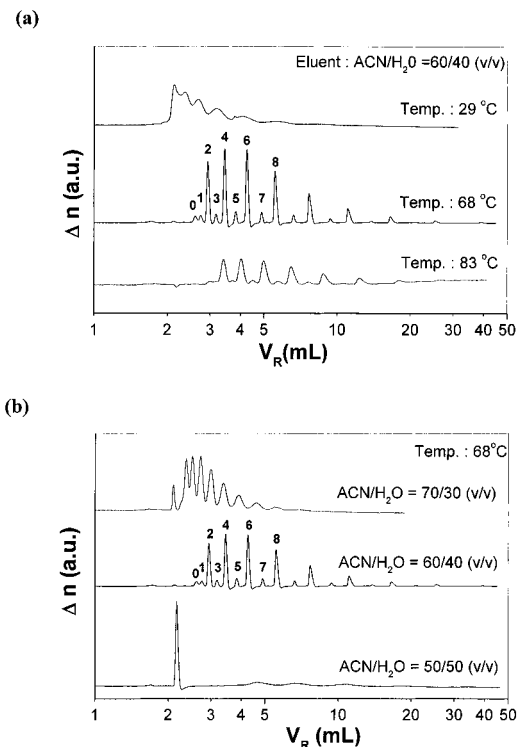 (a)
Eluent : ACN/H₂0 =60/40 (v/v)
Temp. : 29 °C
Temp. : 68 °C
Temp. : 83 °C
0 1 2 3 4 5 6 7 8
Δ n (a.u.)
1 2 3 4 5 10 20 30 40 50
V_R(mL)
(b)
Temp. : 68°C
ACN/H₂O = 70/30 (v/v)
ACN/H₂O = 60/40 (v/v)
ACN/H₂O = 50/50 (v/v)
0 1 2 3 4 5 6 7 8
Δ n (a.u.)
1 2 3 4 5 10 20 30 40 50
V_R (mL)